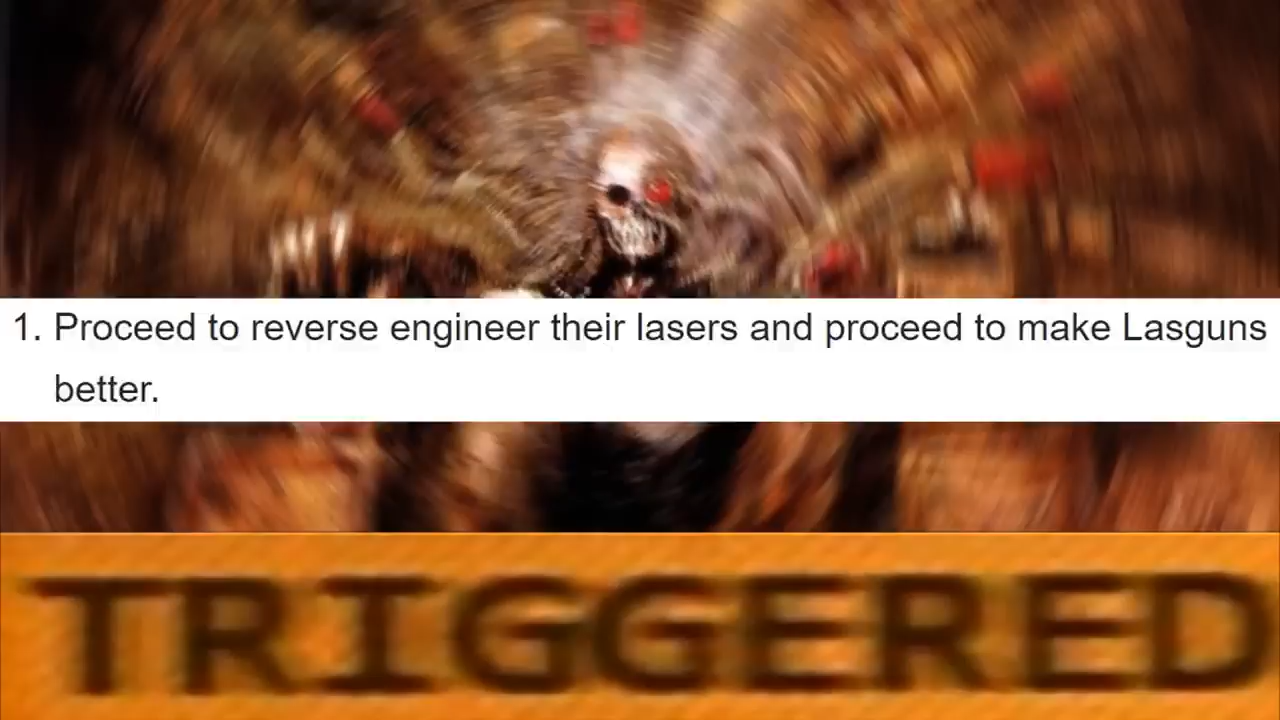 1. Proceed to reverse engineer their lasers and proceed to make Lasguns
better.
TRIGGERED